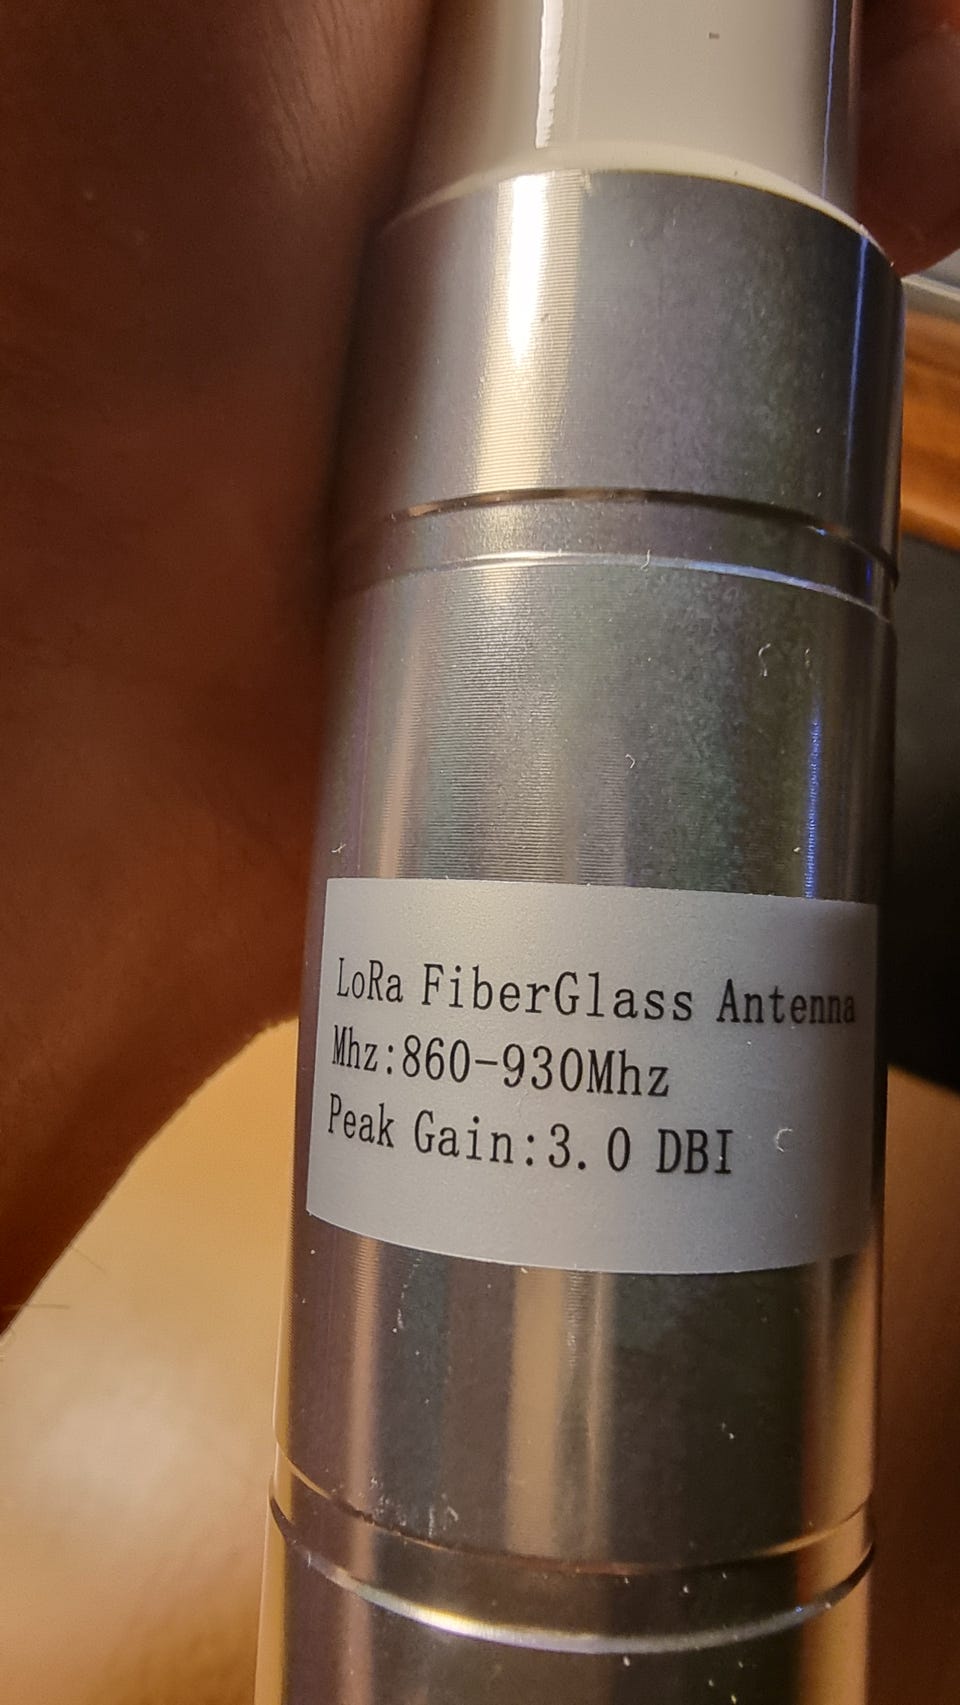 LoRa FiberGlass Antenna
Mhz:860-930Mhz
Peak Gain:3.0 DBI